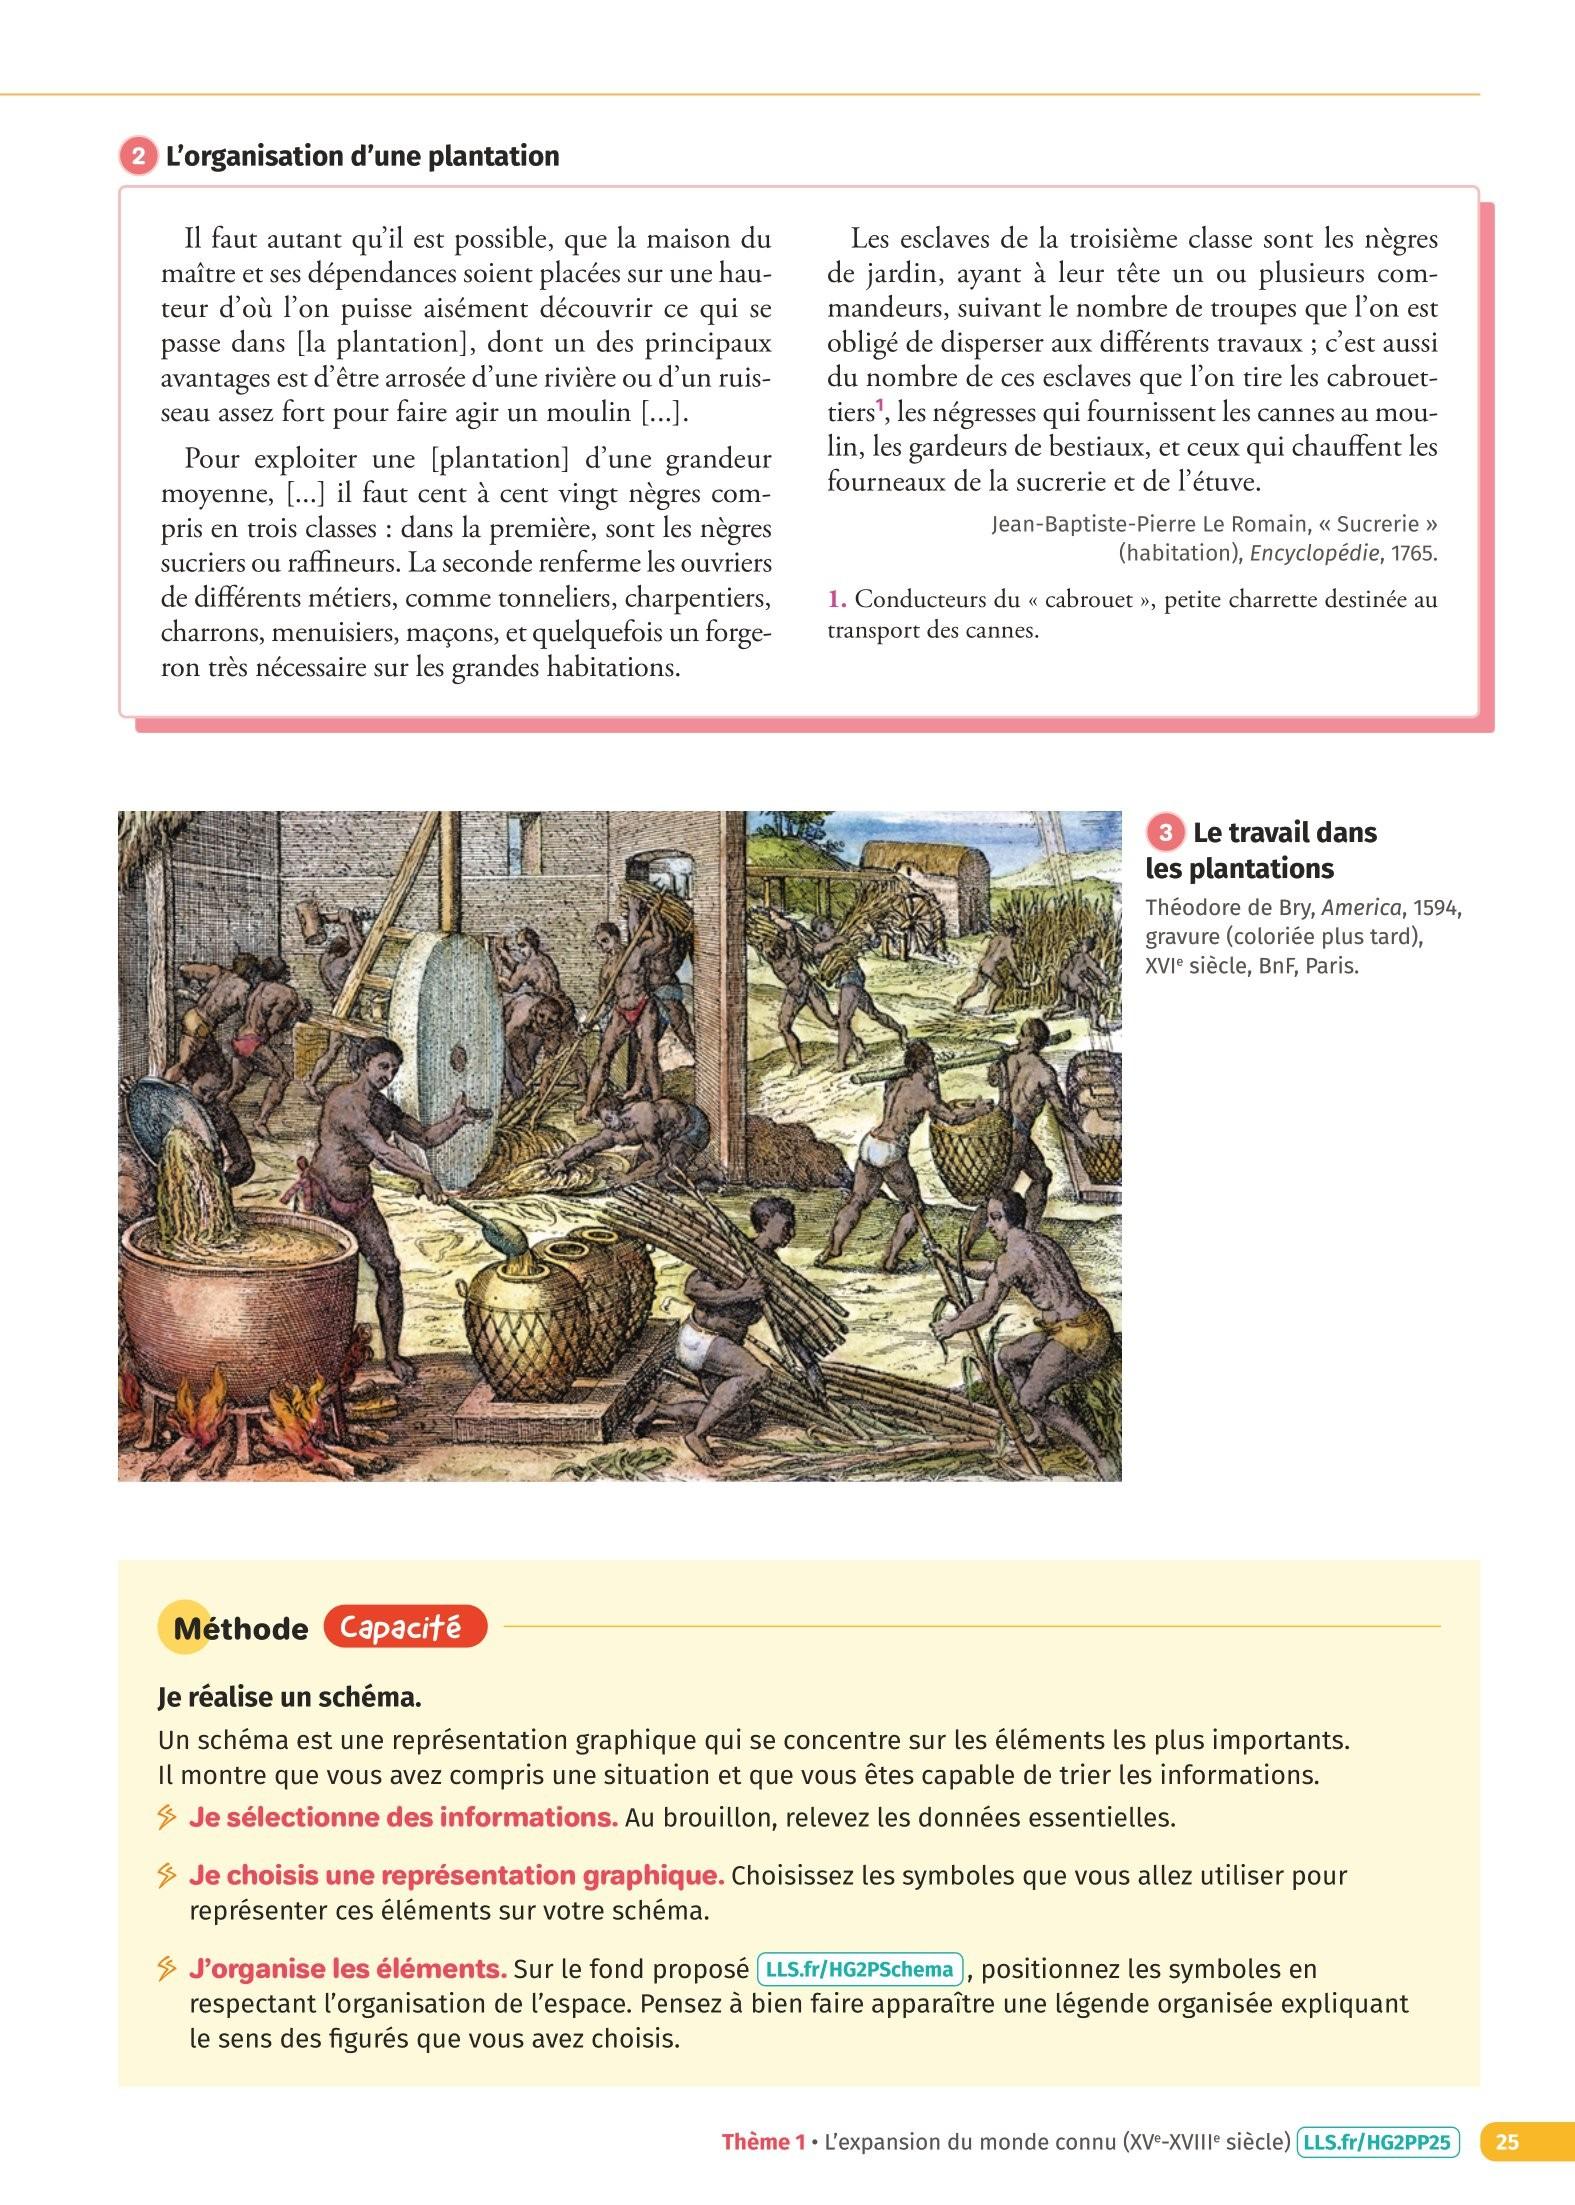 2 L'organisation d'une plantation
Il faut autant qu'il est possible, que la maison du
maître et ses dépendances soient placées sur une hau-
teur d'où l'on puisse aisément découvrir ce qui se
passe dans [la plantation], dont un des principaux
avantages est d'être arrosée d'une rivière ou d'un ruis-
seau assez fort pour faire agir un moulin [...].
Pour exploiter une [plantation] d'une grandeur
moyenne, [...] il faut cent à cent vingt nègres com-
pris en trois classes : dans la première, sont les nègres
sucriers ou raffineurs. La seconde renferme les ouvriers
de différents métiers, comme tonneliers, charpentiers,
charrons, menuisiers, maçons, et quelquefois un forge-
ron très nécessaire sur les grandes habitations.
Les esclaves de la troisième classe sont les nègres
de jardin, ayant à leur tête un ou plusieurs com-
mandeurs, suivant le nombre de troupes que l'on est
obligé de disperser aux différents travaux ; c'est aussi
du nombre de ces esclaves que l'on tire les cabrouet-
tiers¹, les négresses qui fournissent les cannes au mou-
lin, les gardeurs de bestiaux, et ceux qui chauffent les
fourneaux de la sucrerie et de l'étuve.
Jean-Baptiste-Pierre Le Romain, « Sucrerie »
(habitation), Encyclopédie, 1765.
1. Conducteurs du « cabrouet », petite charrette destinée au
transport des cannes.
3 Le travail dans
les plantations
Théodore de Bry, America, 1594,
gravure (coloriée plus tard),
XVIe siècle, BnF, Paris.
Méthode Capacité
Je réalise un schéma.
Un schéma est une représentation graphique qui se concentre sur les éléments les plus importants.
Il montre que vous avez compris une situation et que vous êtes capable de trier les informations.
Je sélectionne des informations. Au brouillon, relevez les données essentielles.
Je choisis une représentation graphique. Choisissez les symboles que vous allez utiliser pour
représenter ces éléments sur votre schéma.
J'organise les éléments. Sur le fond proposé LLS.fr/HG2PSchema, positionnez les symboles en
respectant l'organisation de l'espace. Pensez à bien faire apparaître une légende organisée expliquant
le sens des figurés que vous avez choisis.
Thème 1 • L'expansion du monde connu (XVe-XVIIIe siècle) LLS.fr/HG2PP25 25